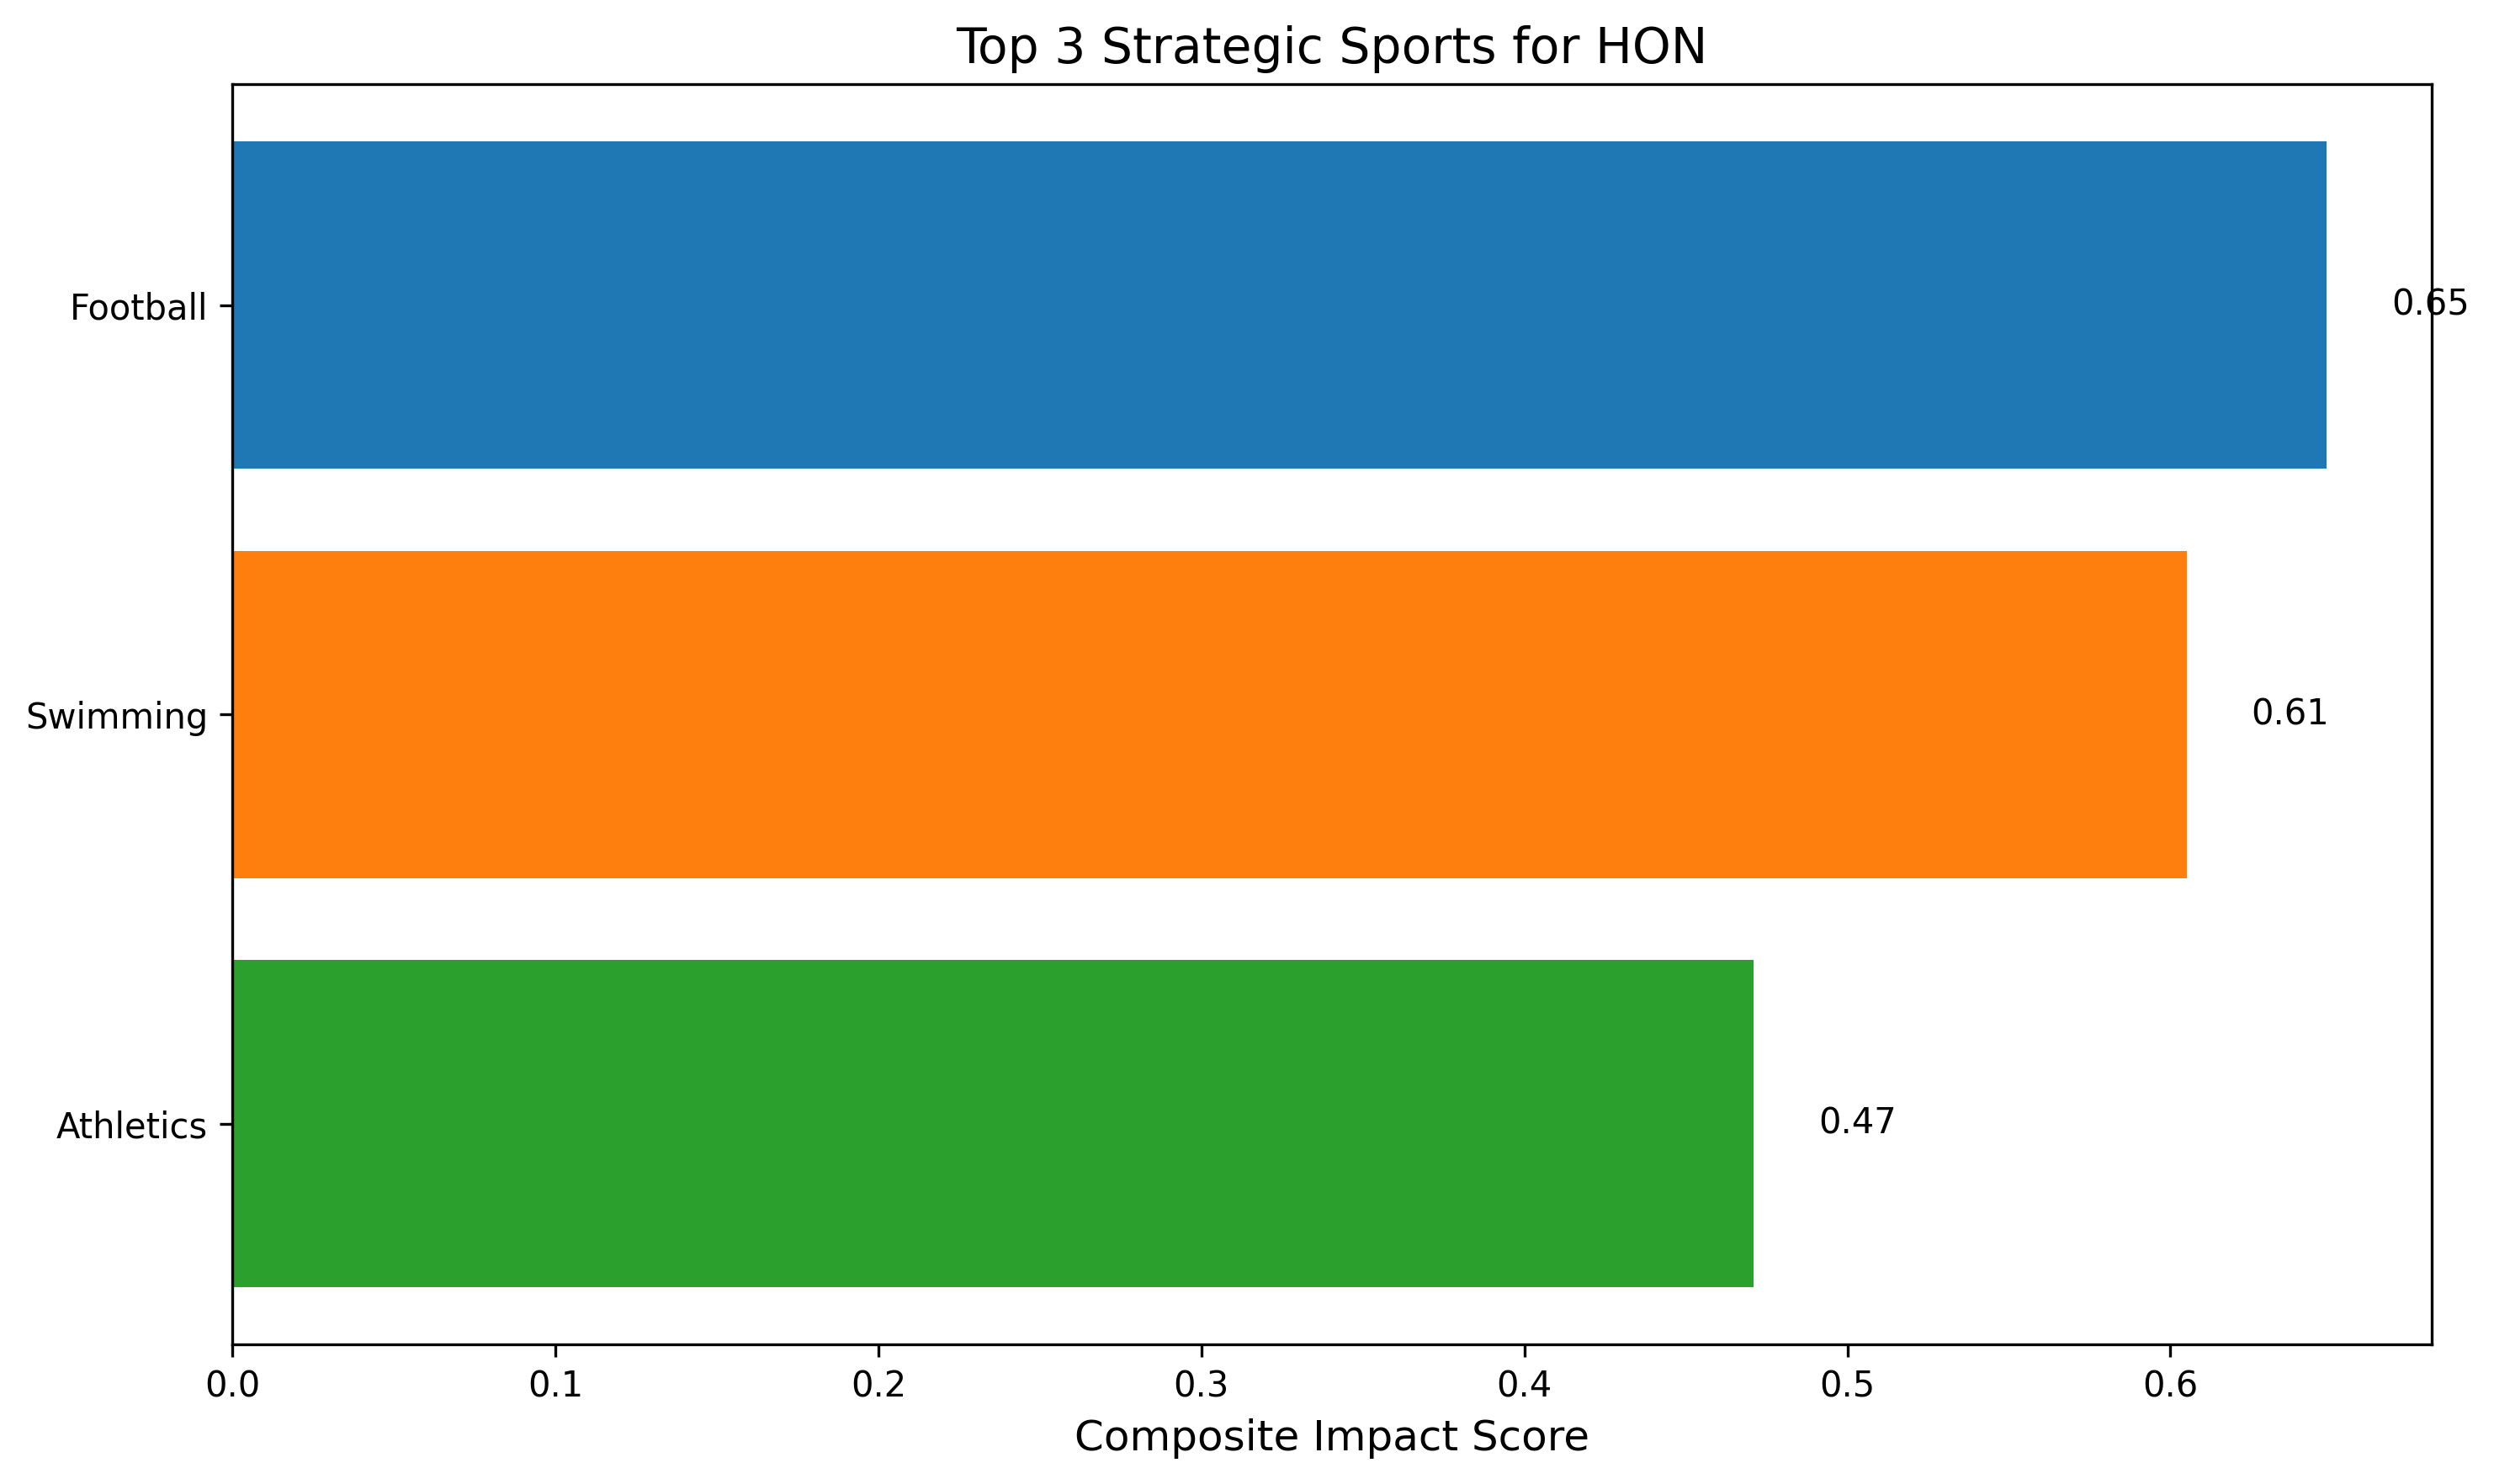 Top 3 Strategic Sports for HON
Football
0.65
Swimming
0.61
Athletics
0.47
0.0 0.1 0.2 0.3 0.4 0.5 0.6
Composite Impact Score